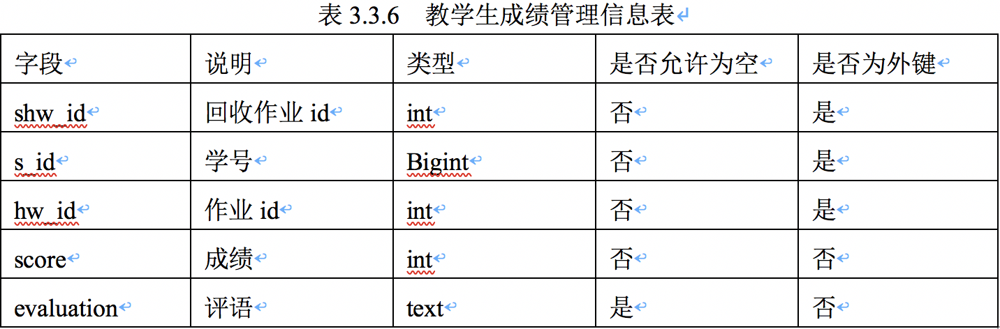 表 3.3.6 教学生成绩管理信息表
字段 说明 类型 是否允许为空 是否为外键
shw_id 回收作业 id int 否 是
s_id 学号 Bigint 否 是
hw_id 作业 id int 否 是
score 成绩 int 否 否
evaluation 评语 text 是 否